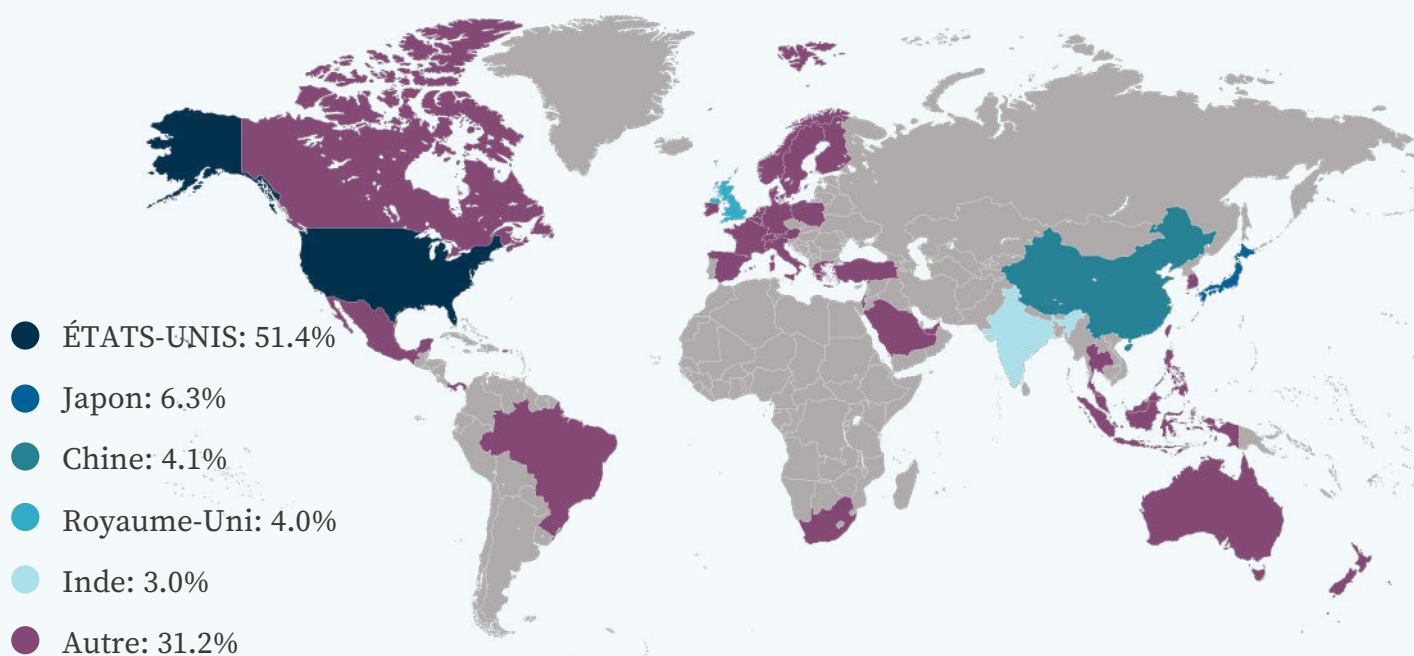 ÉTATS-UNIS: 51.4%
Japon: 6.3%
Chine: 4.1%
Royaume-Uni: 4.0%
Inde: 3.0%
Autre: 31.2%